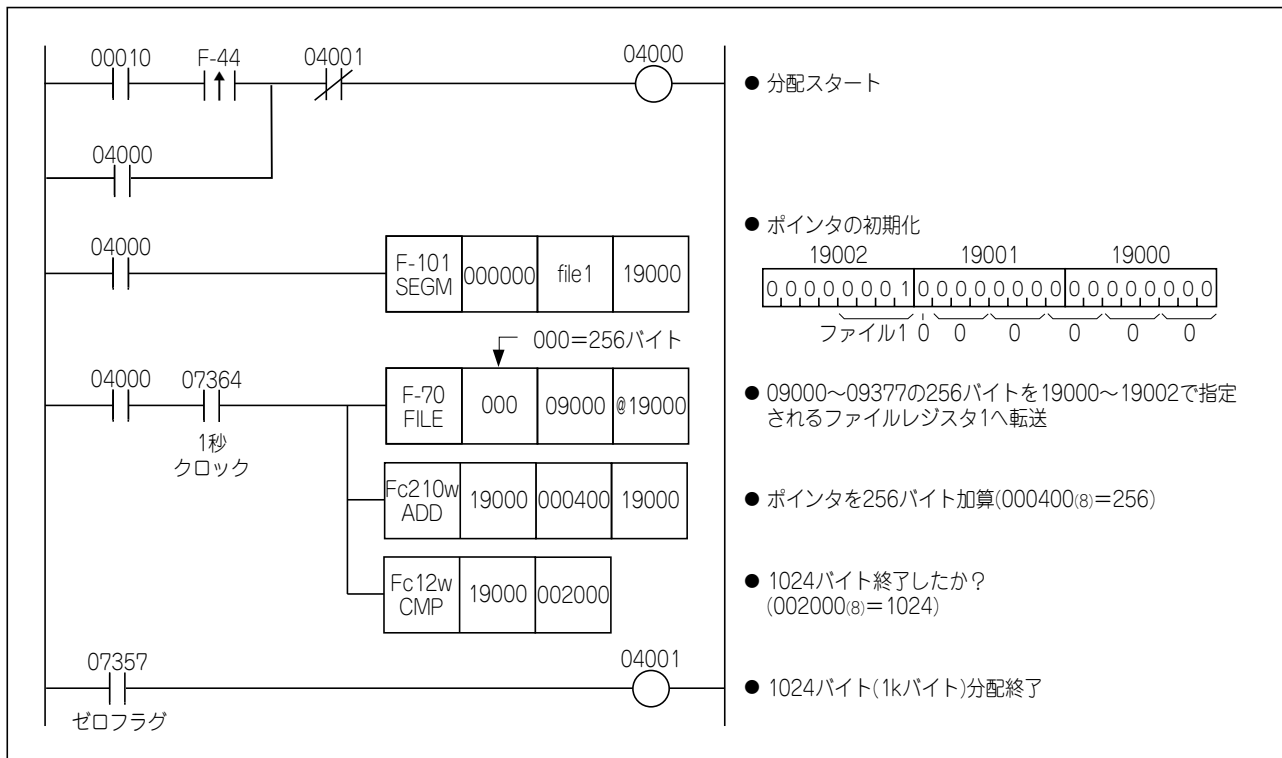 00010 F-44 04001 04000
● 分配スタート
04000
● ポインタの初期化
04000
F-101 SEGM 000000 file1 19000
19002 19001 19000
0 0 0 0 0 0 0 1 0 0 0 0 0 0 0 0 0 0 0 0 0 0 0 0
ファイル1 0 0 0 0 0 0
000=256バイト
04000 07364
F-70 FILE 000 09000 @19000
1秒
クロック
● 09000~09377の256バイトを19000~19002で指定
されるファイルレジスタ1へ転送
Fc210w ADD 19000 000400 19000
● ポインタを256バイト加算(000400(8)=256)
Fc12w CMP 19000 002000
● 1024バイト終了したか?
(002000(8)=1024)
07357 04001
● 1024バイト(1kバイト)分配終了
ゼロフラグ